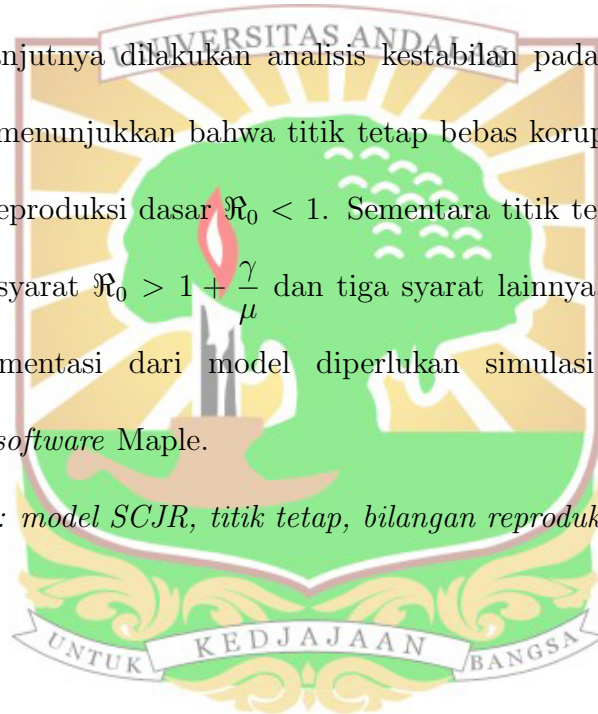 UNIVERSITAS ANDALAS
anjutnya dilakukan analisis kestabilan pada
menunjukkan bahwa titik tetap bebas korup
eproduksi dasar ℜ₀ < 1. Sementara titik te
syarat ℜ₀ > 1 + γ/μ dan tiga syarat lainnya
mentasi dari model diperlukan simulasi
software Maple.
: model SCJR, titik tetap, bilangan reproduk
UNTUK KEDJAJAAN BANGSA